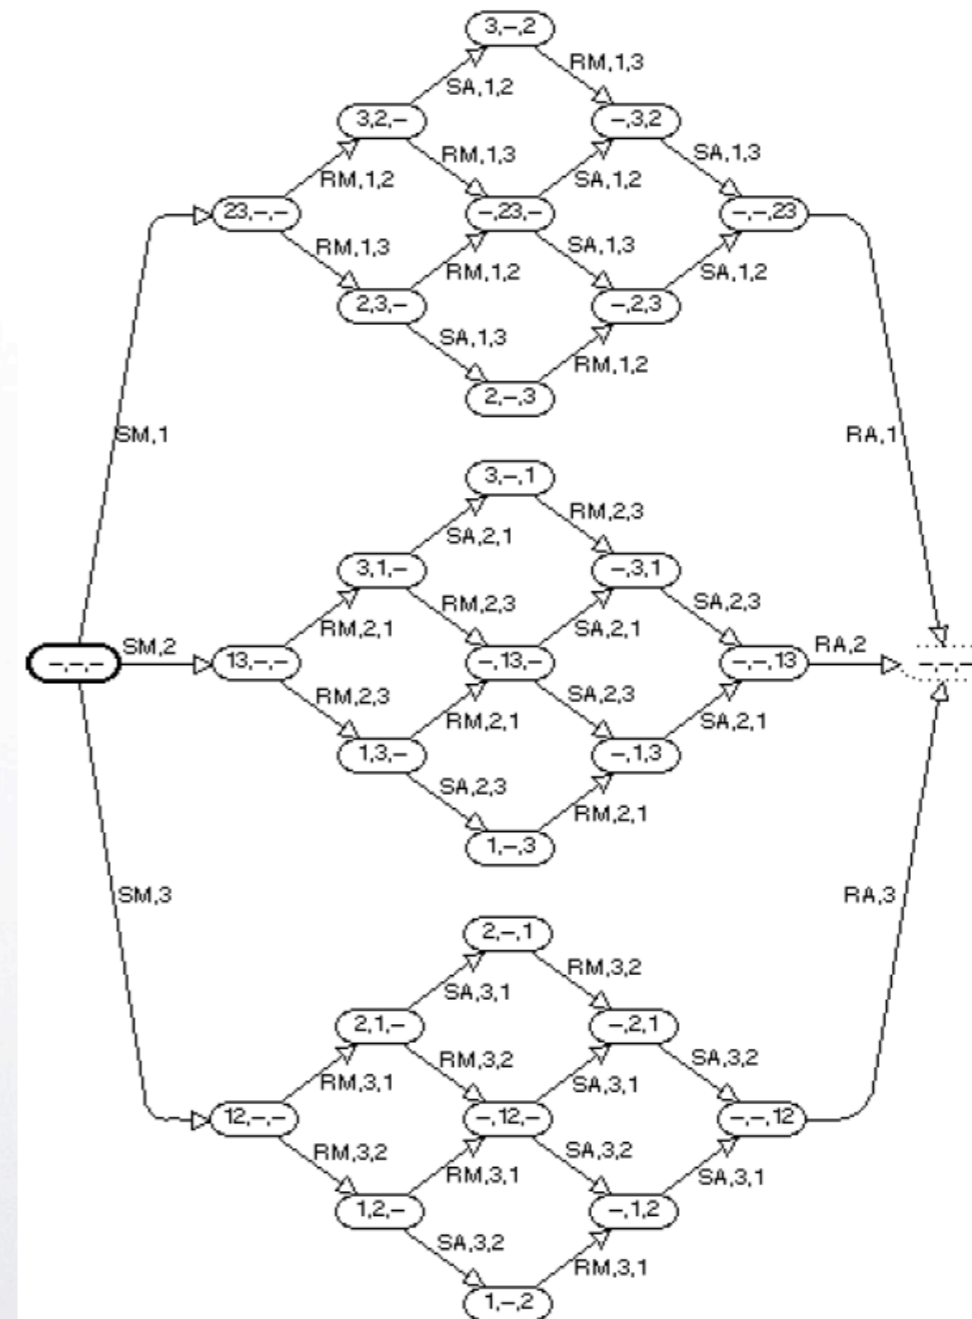 3,–,2
RM,1,3
SA,1,2
3,2,–
–,3,2
RM,1,3
SA,1,3
RM,1,2
SA,1,2
23,–,–
–,23,–
–,–,23
RM,1,3
SA,1,3
RM,1,2
SA,1,2
2,3,–
–,2,3
SA,1,3
RM,1,2
2,–,3
SM,1
RA,1
3,–,1
RM,2,3
SA,2,1
3,1,–
–,3,1
RM,2,3
SA,2,3
RM,2,1
SA,2,1
SM,2
RA,2
–,–,–
13,–,–
–,13,–
–,–,13
–,–,–
RM,2,3
SA,2,3
RM,2,1
SA,2,1
1,3,–
–,1,3
SA,2,3
RM,2,1
1,–,3
SM,3
RA,3
2,–,1
RM,3,2
SA,3,1
2,1,–
–,2,1
RM,3,2
SA,3,2
RM,3,1
SA,3,1
12,–,–
–,12,–
–,–,12
RM,3,2
SA,3,2
RM,3,1
SA,3,1
1,2,–
–,1,2
SA,3,2
RM,3,1
1,–,2